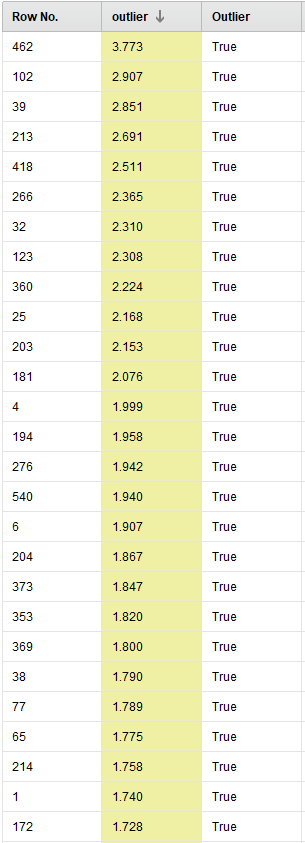 Row No. outlier ↓ Outlier
462 3.773 True
102 2.907 True
39 2.851 True
213 2.691 True
418 2.511 True
266 2.365 True
32 2.310 True
123 2.308 True
360 2.224 True
25 2.168 True
203 2.153 True
181 2.076 True
4 1.999 True
194 1.958 True
276 1.942 True
540 1.940 True
6 1.907 True
204 1.867 True
373 1.847 True
353 1.820 True
369 1.800 True
38 1.790 True
77 1.789 True
65 1.775 True
214 1.758 True
1 1.740 True
172 1.728 True